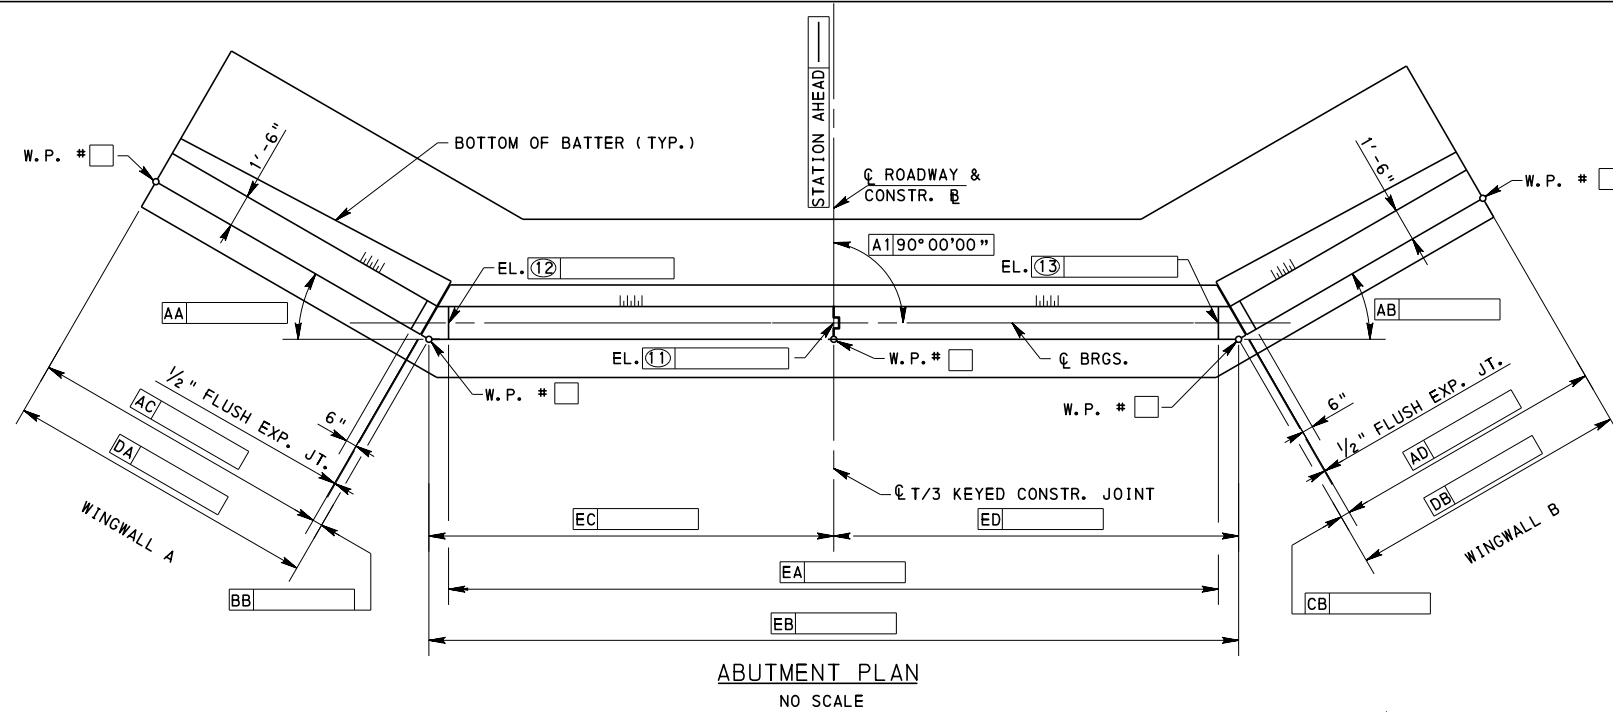 STATION AHEAD
W.P. #
1'-6"
BOTTOM OF BATTER (TYP.)
℄ ROADWAY &
CONSTR. ℄
1'-6"
W.P. #
A1 90°00'00"
EL. 12
EL. 13
AA
AB
EL. 11
W.P. #
℄ BRGS.
W.P. #
W.P. #
1/2" FLUSH EXP. JT.
6"
AC
DA
WINGWALL A
6"
1/2" FLUSH EXP. JT.
AD
DB
WINGWALL B
℄ T/3 KEYED CONSTR. JOINT
EC
ED
EA
BB
CB
EB
ABUTMENT PLAN
NO SCALE